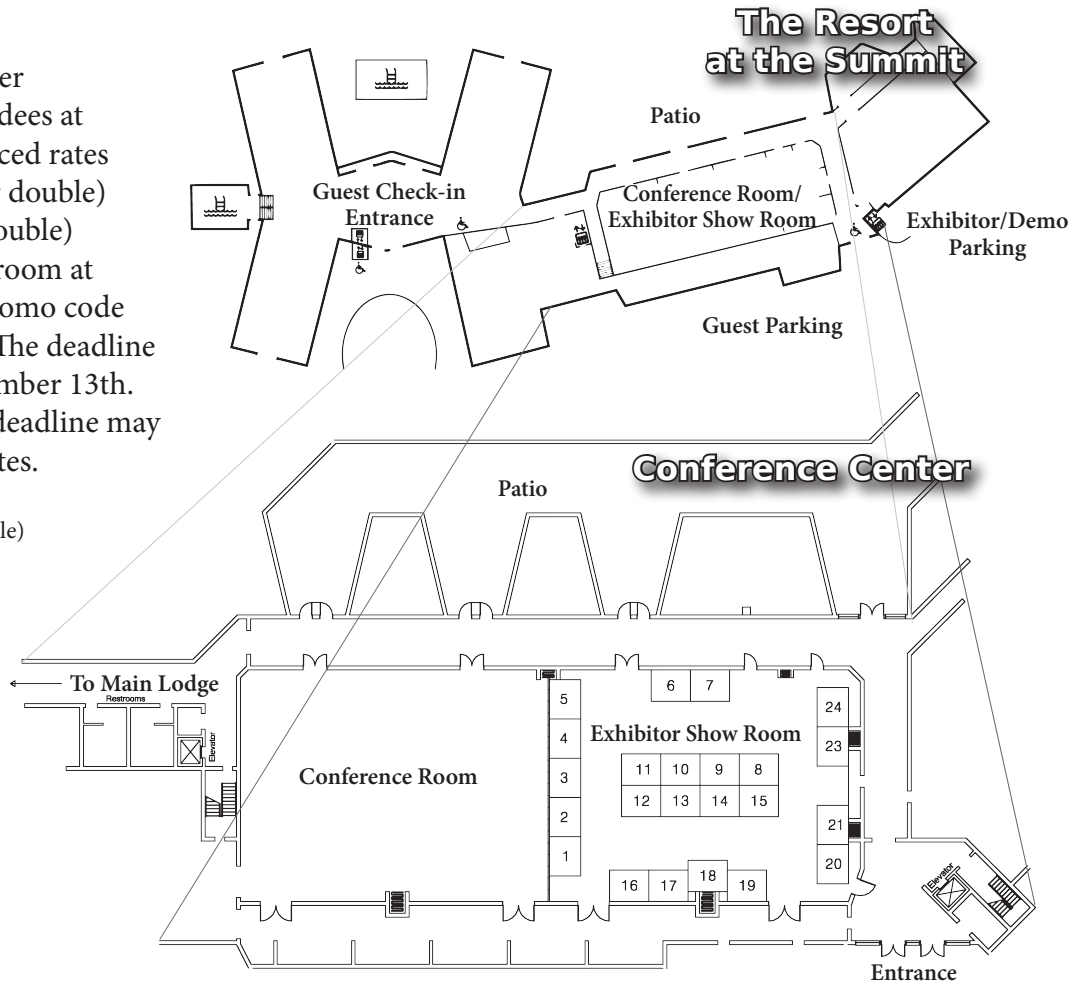 The Resort
at the Summit
er
dees at
ced rates
r double)
ouble)
room at
omo code
The deadline
mber 13th.
deadline may
tes.
le)
Patio
Guest Check-in
Entrance
Conference Room/
Exhibitor Show Room
Exhibitor/Demo
Parking
Guest Parking
Conference Center
Patio
To Main Lodge
Restrooms
Elevator
Conference Room
Exhibitor Show Room
5
4
3
2
1
6 7
11 10 9 8
12 13 14 15
16 17 18 19
24
23
21
20
Elevator
Entrance